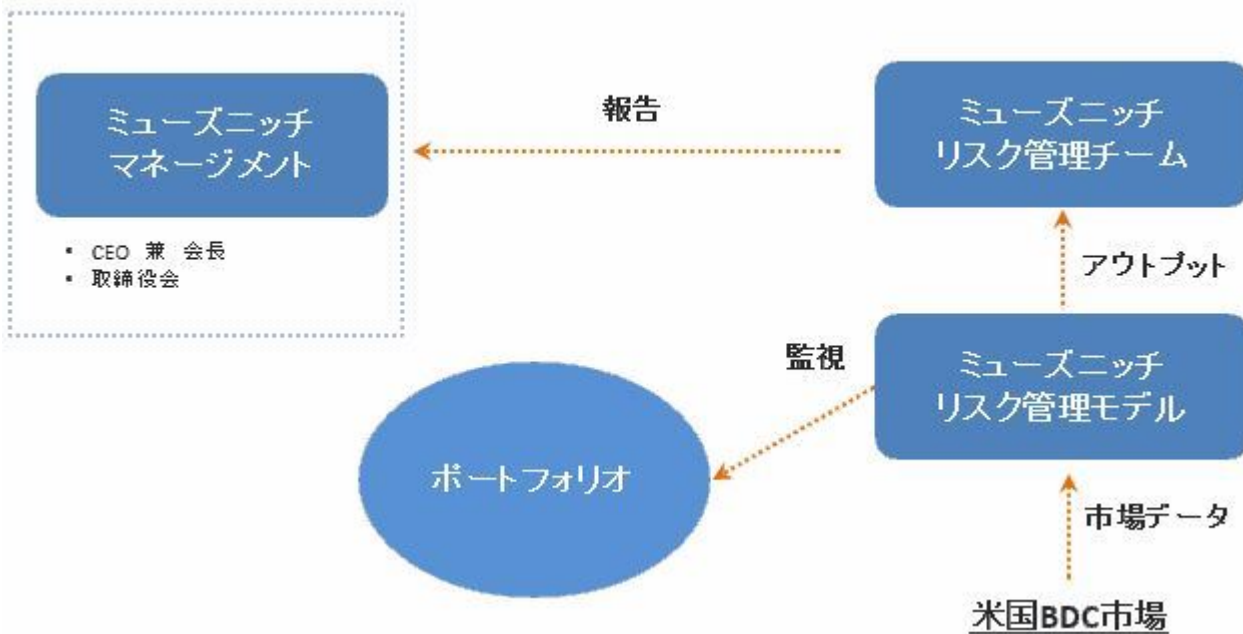 ミューズニッチ
マネージメント
• CEO 兼 会長
• 取締役会
報告
ミューズニッチ
リスク管理チーム
アウトプット
ミューズニッチ
リスク管理モデル
監視
ポートフォリオ
市場データ
米国BDC市場